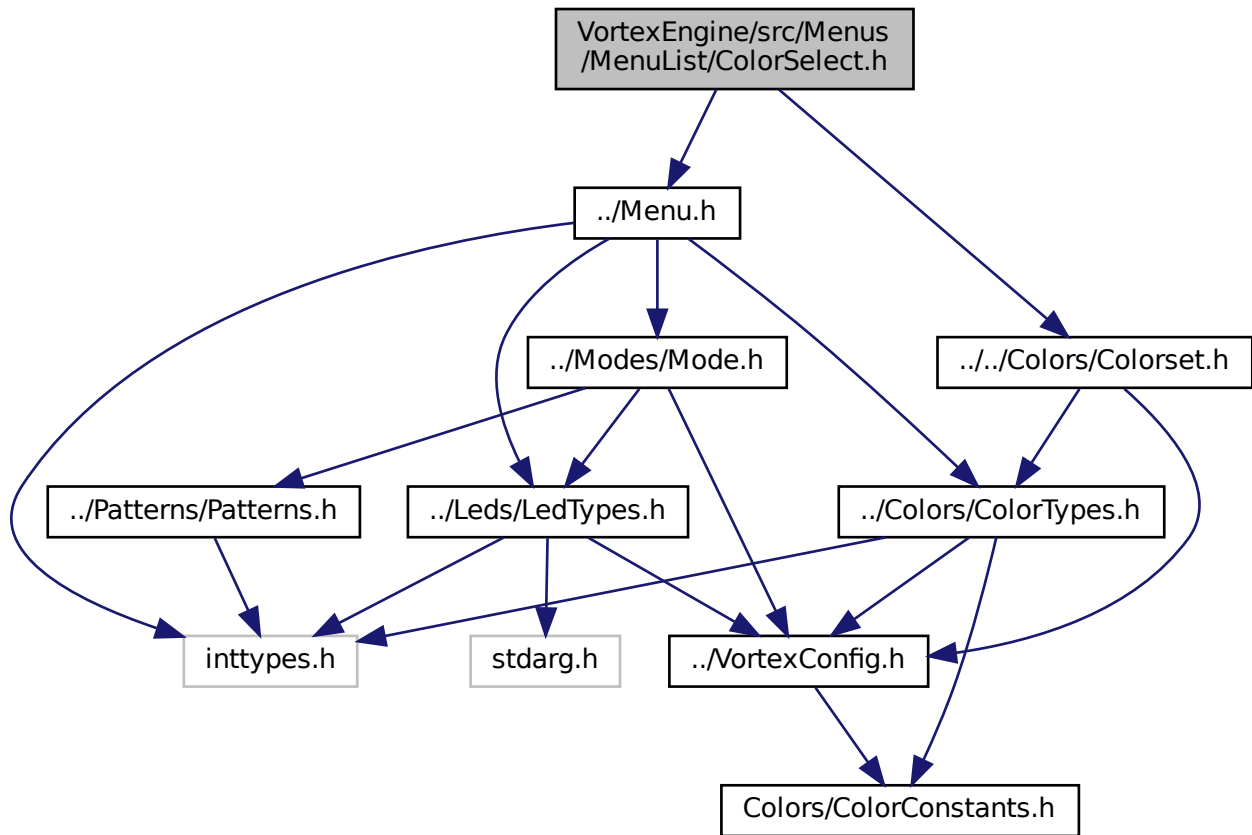 VortexEngine/src/Menus
/MenuList/ColorSelect.h
../Menu.h
../Modes/Mode.h
../../Colors/Colorset.h
../Patterns/Patterns.h
../Leds/LedTypes.h
../Colors/ColorTypes.h
inttypes.h
stdarg.h
../VortexConfig.h
Colors/ColorConstants.h